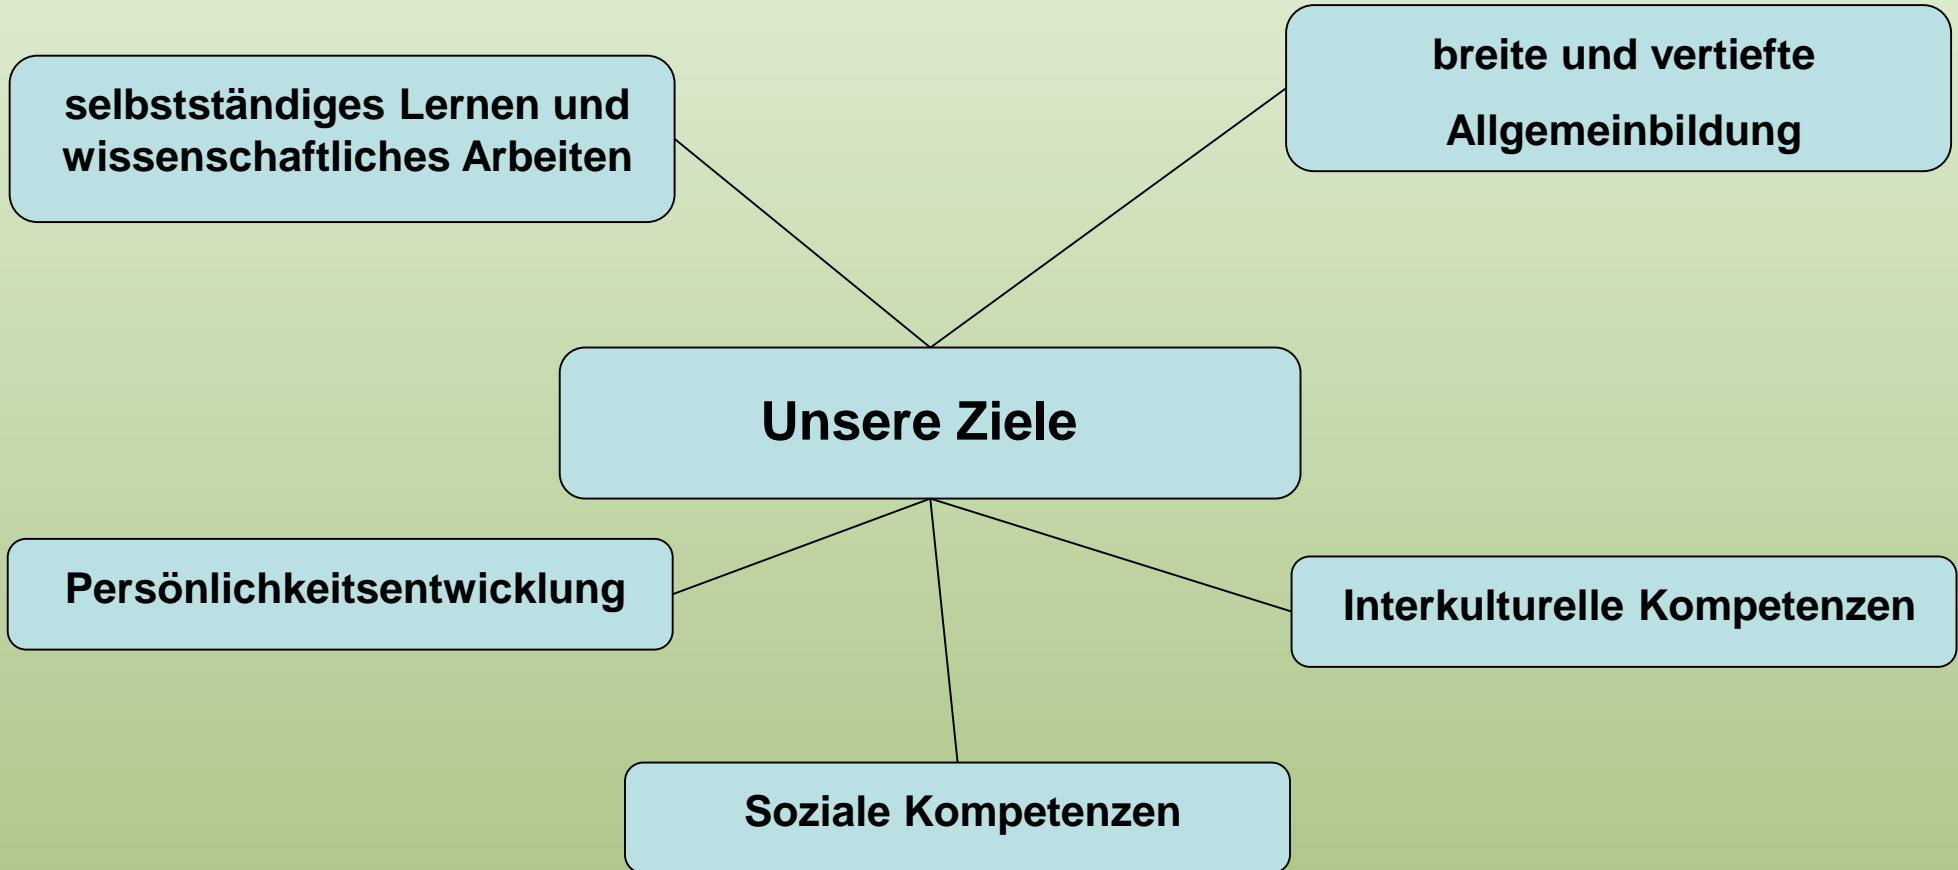 selbstständiges Lernen und
wissenschaftliches Arbeiten
breite und vertiefte
Allgemeinbildung
Unsere Ziele
Persönlichkeitsentwicklung
Interkulturelle Kompetenzen
Soziale Kompetenzen